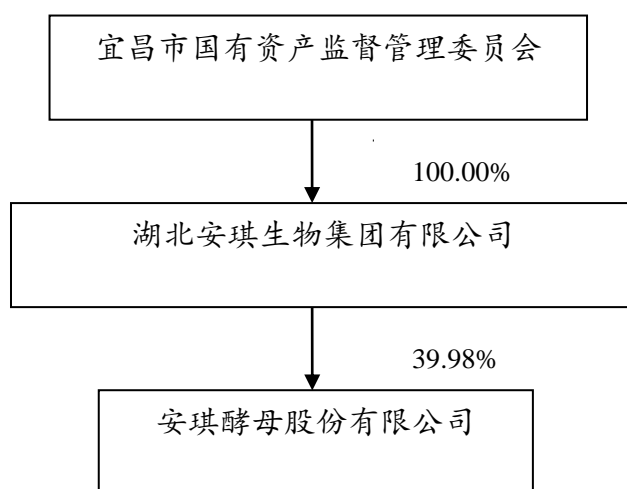 宜昌市国有资产监督管理委员会
100.00%
湖北安琪生物集团有限公司
39.98%
安琪酵母股份有限公司